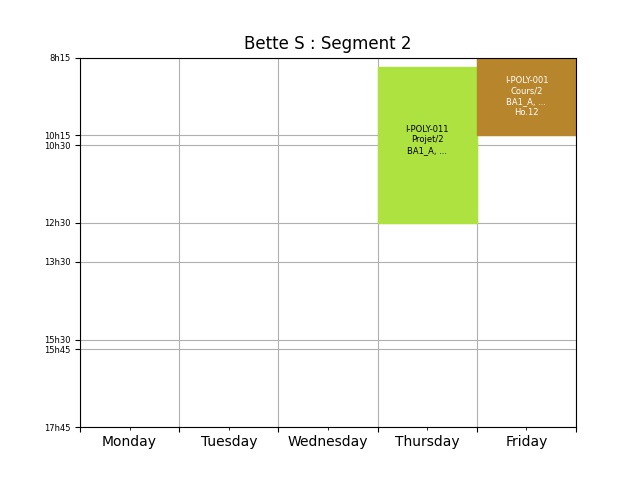 Bette S : Segment 2
8h15
10h15
10h30
12h30
13h30
15h30
15h45
17h45
I-POLY-011
Projet/2
BA1_A, ...
I-POLY-001
Cours/2
BA1_A, ...
Ho.12
Monday
Tuesday
Wednesday
Thursday
Friday